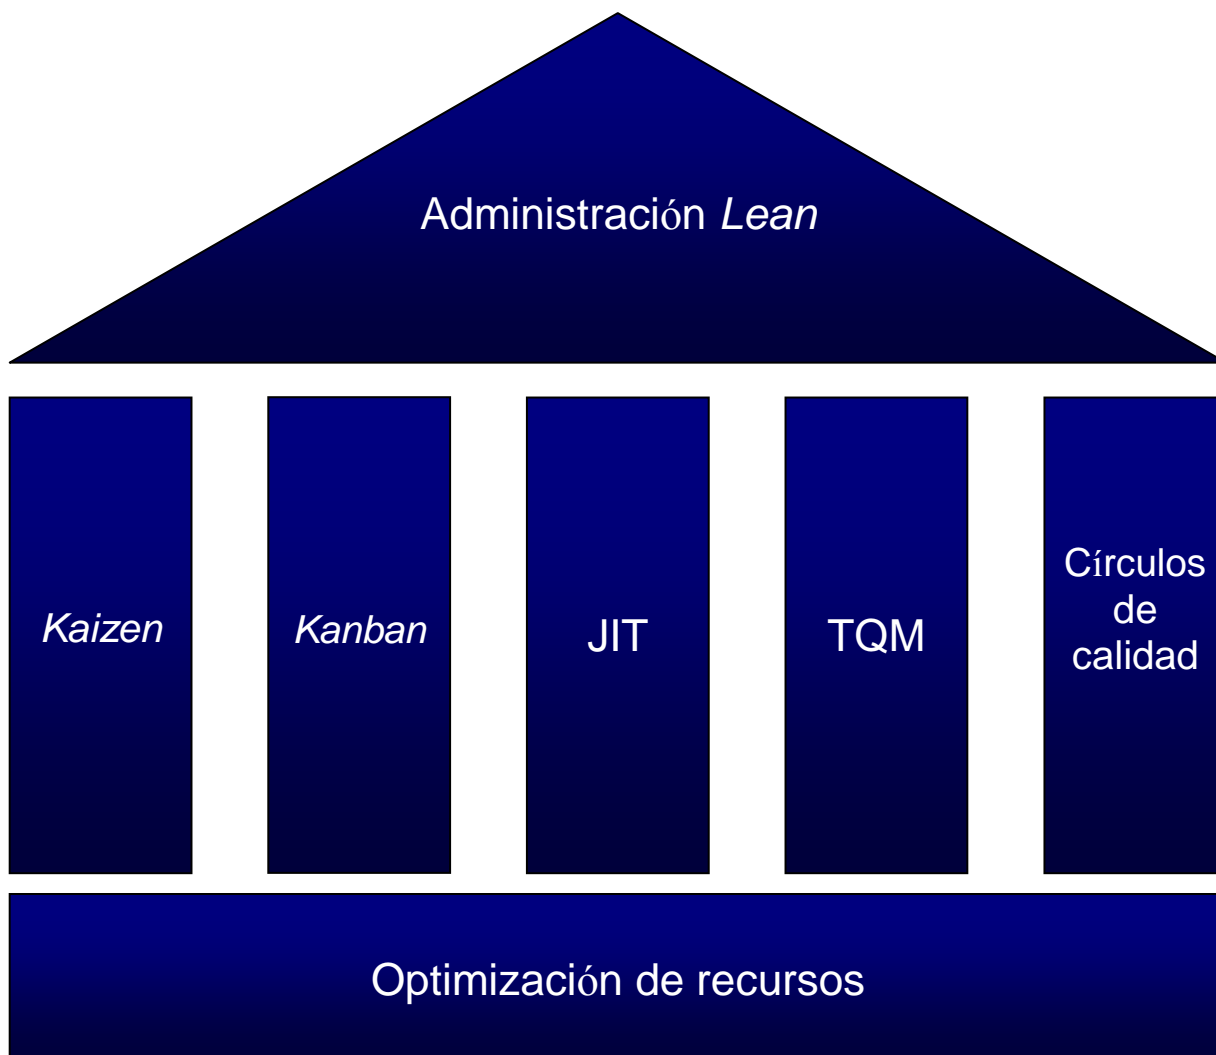 Administración Lean
Kaizen
Kanban
JIT
TQM
Círculos
de
calidad
Optimización de recursos